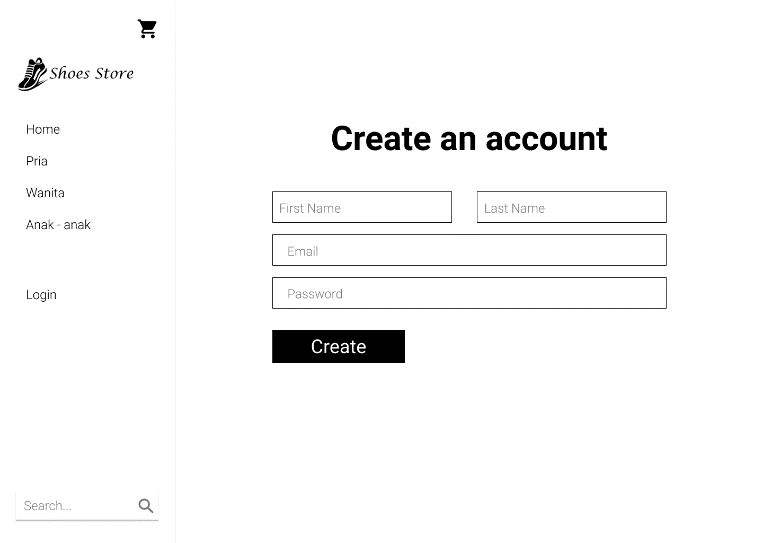 Shoes Store
Home
Pria
Wanita
Anak - anak
Login
Search...
Create an account
First Name
Last Name
Email
Password
Create